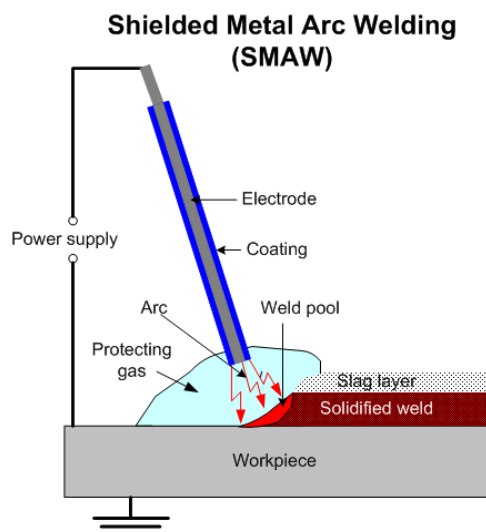 Shielded Metal Arc Welding
(SMAW)
Electrode
Power supply
Coating
Arc
Weld pool
Protecting
gas
Slag layer
Solidified weld
Workpiece